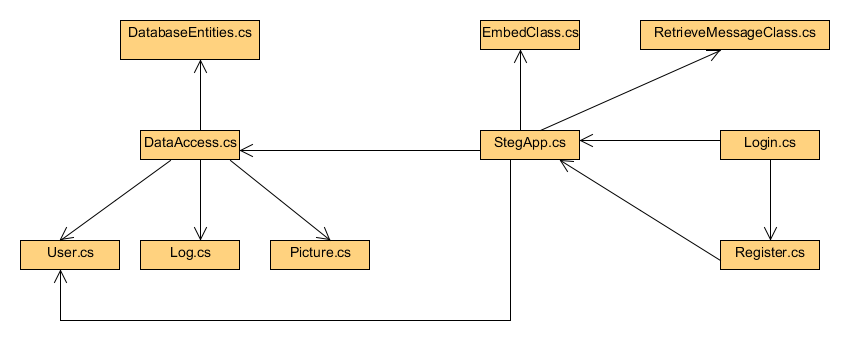 DatabaseEntities.cs
EmbedClass.cs
RetrieveMessageClass.cs
DataAccess.cs
StegApp.cs
Login.cs
User.cs
Log.cs
Picture.cs
Register.cs